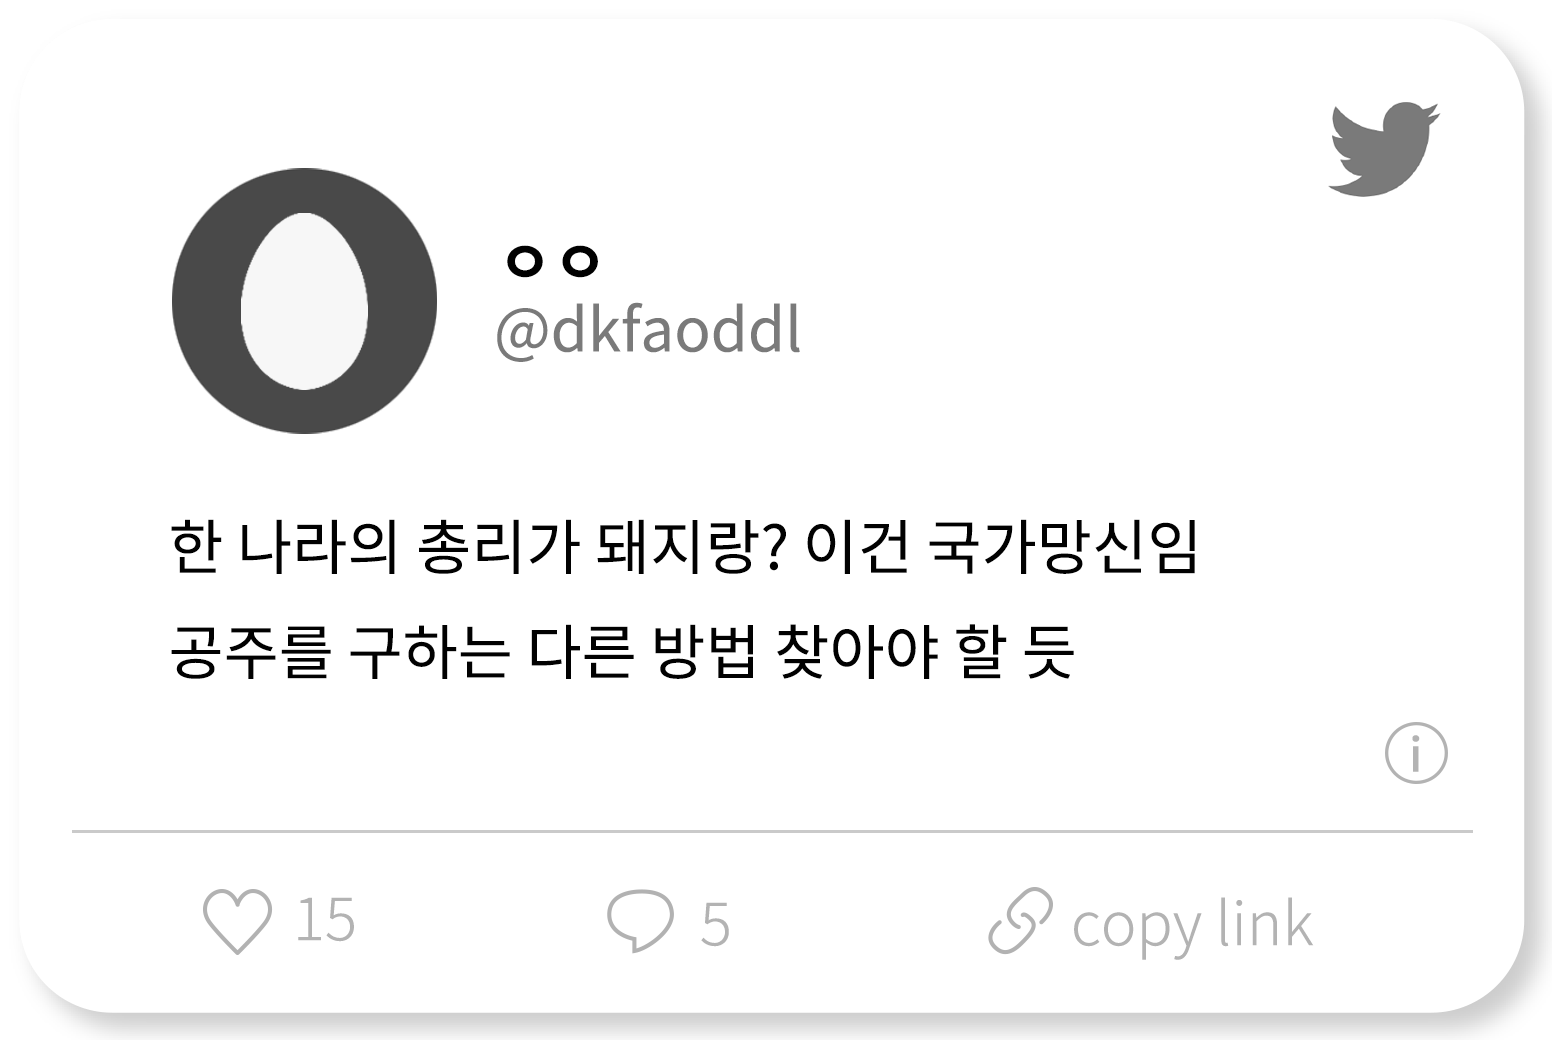 ㅇㅇ
@dkfaoddl
한 나라의 총리가 돼지랑? 이건 국가망신임
공주를 구하는 다른 방법 찾아야 할 듯
i
15
5
copy link